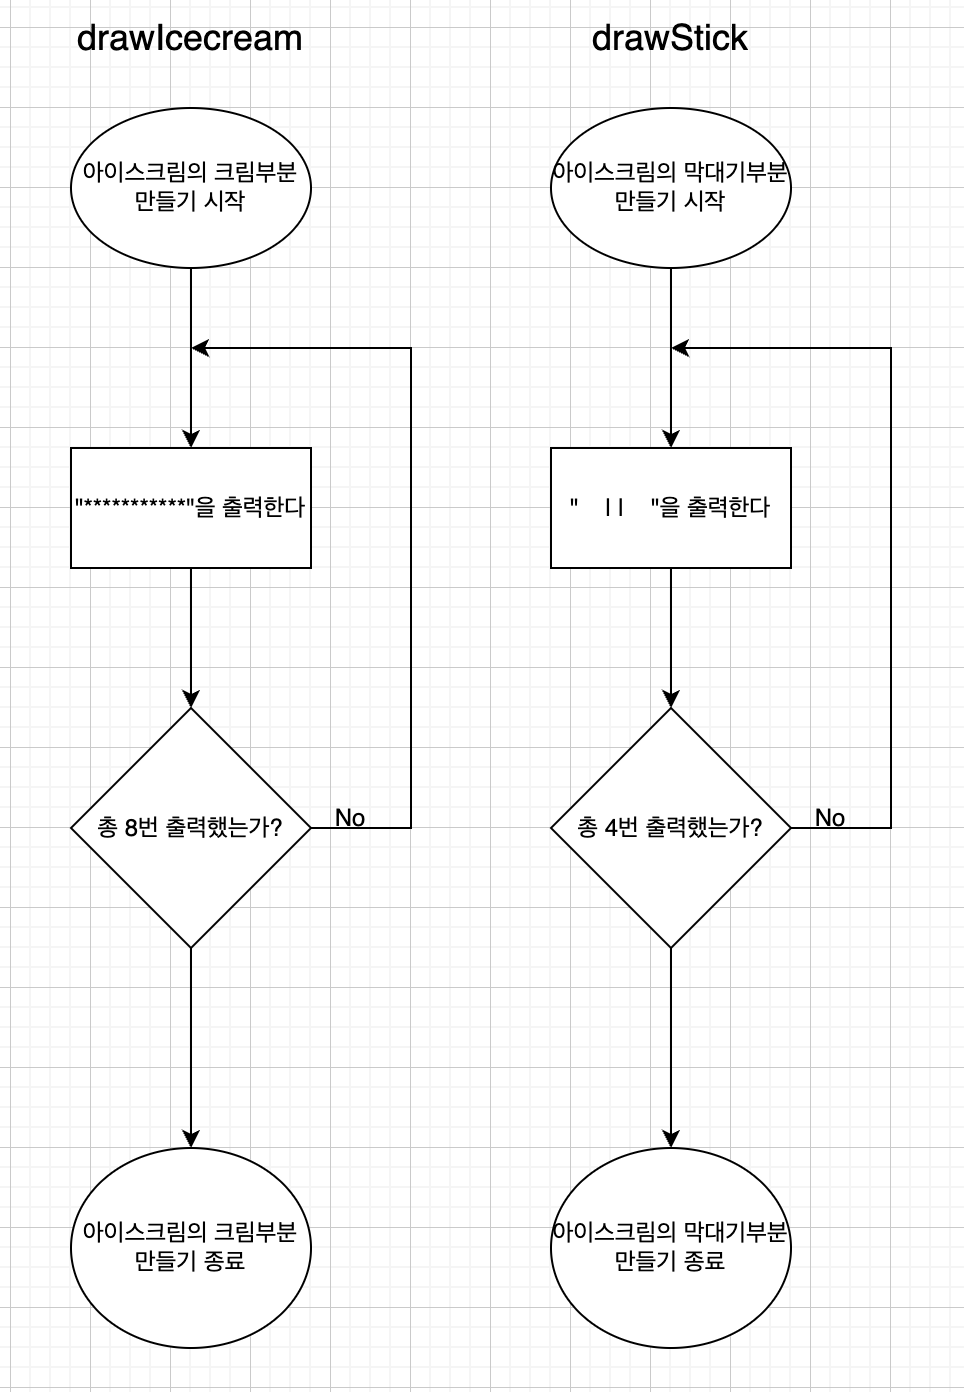 drawIcecream
아이스크림의 크림부분
만들기 시작
"***********"을 출력한다
총 8번 출력했는가?
No
아이스크림의 크림부분
만들기 종료
drawStick
아이스크림의 막대기부분
만들기 시작
"    ||    "을 출력한다
총 4번 출력했는가?
No
아이스크림의 막대기부분
만들기 종료